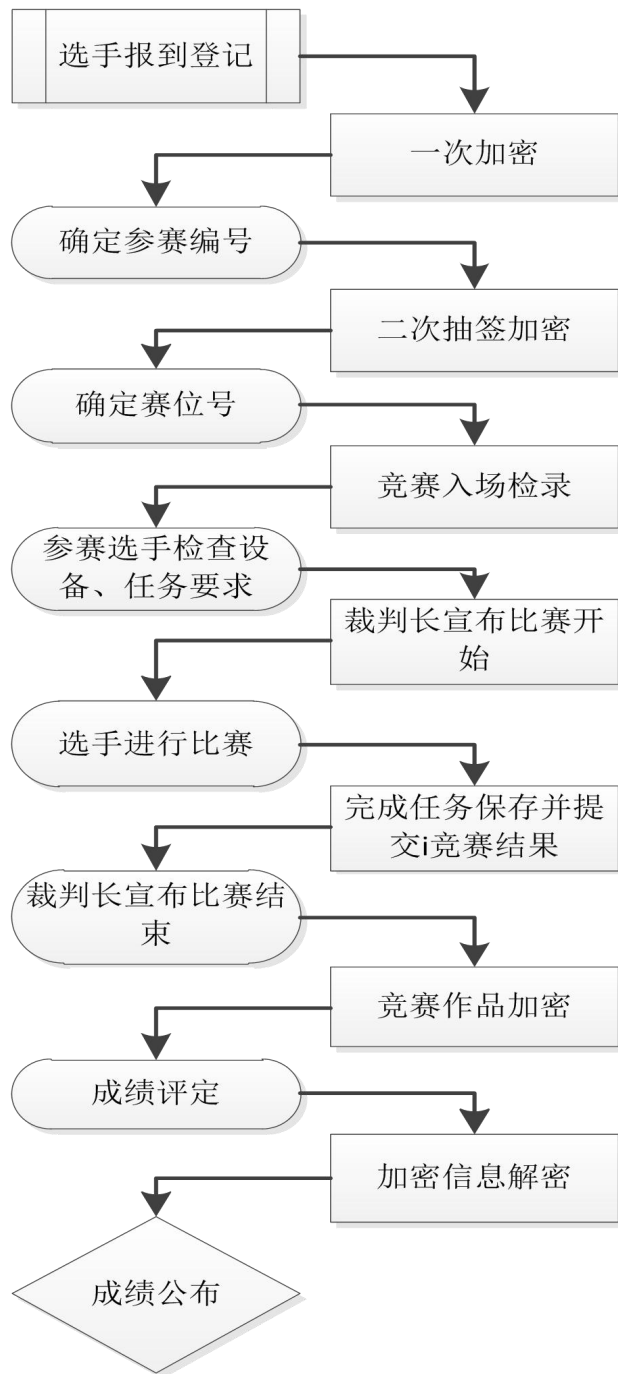 选手报到登记
一次加密
确定参赛编号
二次抽签加密
确定赛位号
竞赛入场检录
参赛选手检查设
备、任务要求
裁判长宣布比赛开
始
选手进行比赛
完成任务保存并提
交i竞赛结果
裁判长宣布比赛结
束
竞赛作品加密
成绩评定
加密信息解密
成绩公布